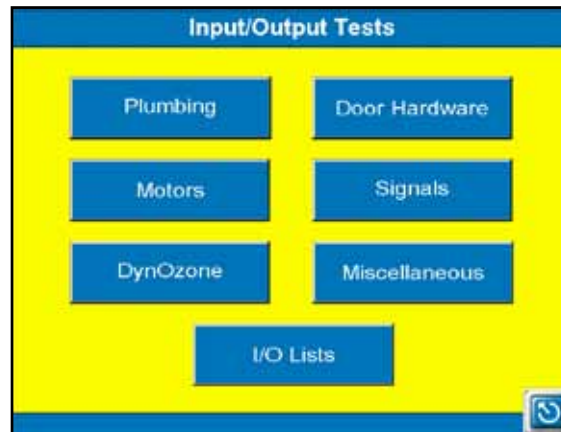 Input/Output Tests
Plumbing
Door Hardware
Motors
Signals
DynOzone
Miscellaneous
I/O Lists